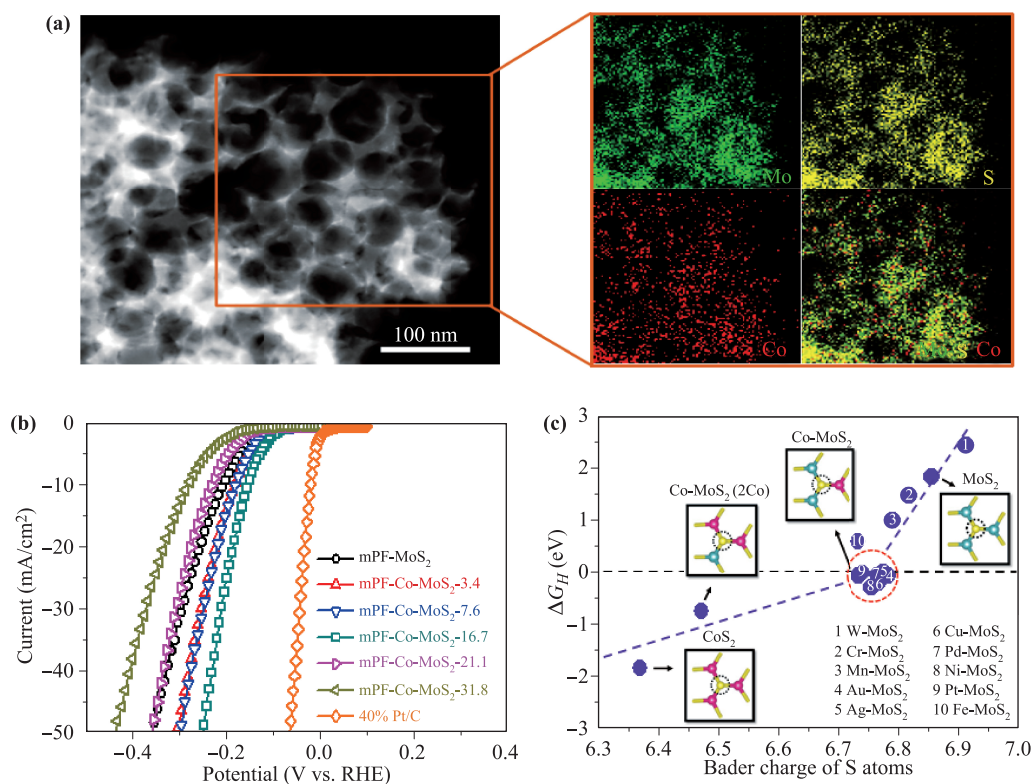 (a)
100 nm
Mo
S
Co
S
Co
(b)
0
−10
−20
−30
−40
−50
Current (mA/cm2)
−0.4
−0.2
0.0
0.2
0.4
Potential (V vs. RHE)
mPF-MoS₂
mPF-Co-MoS₂-3.4
mPF-Co-MoS₂-7.6
mPF-Co-MoS₂-16.7
mPF-Co-MoS₂-21.1
mPF-Co-MoS₂-31.8
40% Pt/C
(c)
3
2
1
0
−1
−2
−3
ΔG_H (eV)
6.3
6.4
6.5
6.6
6.7
6.8
6.9
7.0
Bader charge of S atoms
Co-MoS₂
Co-MoS₂ (2Co)
MoS₂
CoS₂
1
2
3
10
9
7
5
4
8
6
1 W-MoS₂
2 Cr-MoS₂
3 Mn-MoS₂
4 Au-MoS₂
5 Ag-MoS₂
6 Cu-MoS₂
7 Pd-MoS₂
8 Ni-MoS₂
9 Pt-MoS₂
10 Fe-MoS₂